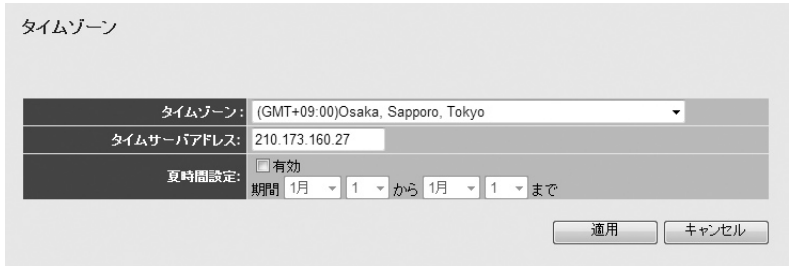 タイムゾーン
タイムゾーン: (GMT+09:00)Osaka, Sapporo, Tokyo
タイムサーバアドレス: 210.173.160.27
夏時間設定: 有効
期間 1月 1 から 1月 1 まで
適用 キャンセル